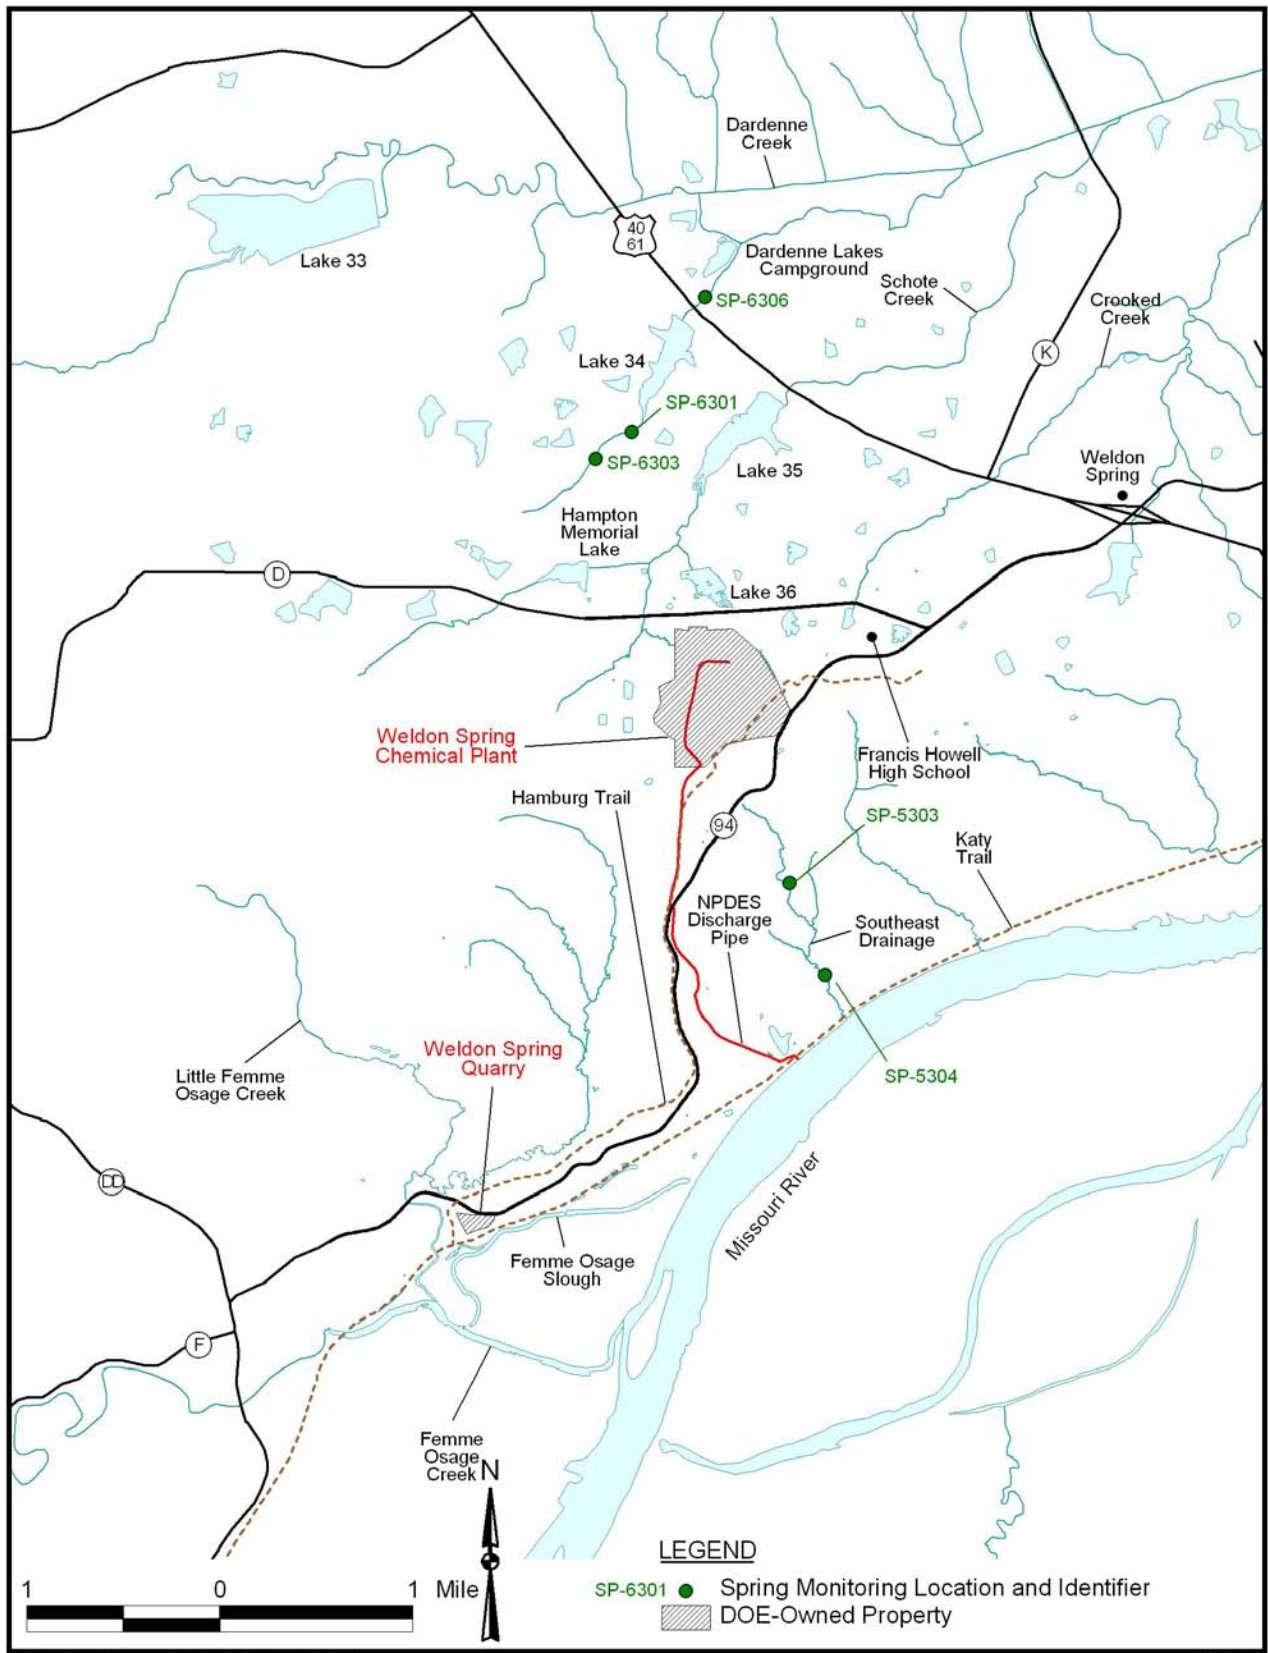 Dardenne
Creek
40
61
Lake 33
Dardenne Lakes
Campground
Schote
Creek
SP-6306
Crooked
Creek
K
Lake 34
SP-6301
SP-6303
Lake 35
Weldon
Spring
Hampton
Memorial
Lake
D
Lake 36
Weldon Spring
Chemical Plant
Francis Howell
High School
Hamburg Trail
94
SP-5303
Katy
Trail
NPDES
Discharge
Pipe
Southeast
Drainage
Weldon Spring
Quarry
Little Femme
Osage Creek
SP-5304
DD
Missouri River
Femme Osage
Slough
F
Femme
Osage
Creek
N
LEGEND
1 0 1 Mile
SP-6301 Spring Monitoring Location and Identifier
DOE-Owned Property